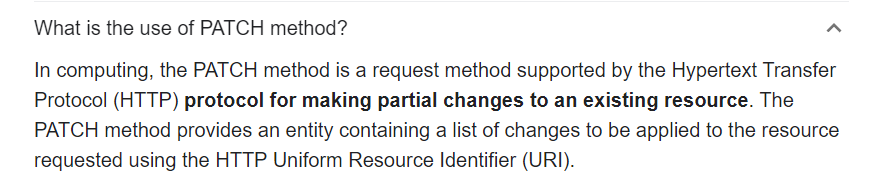 What is the use of PATCH method?
In computing, the PATCH method is a request method supported by the Hypertext Transfer
Protocol (HTTP) protocol for making partial changes to an existing resource. The
PATCH method provides an entity containing a list of changes to be applied to the resource
requested using the HTTP Uniform Resource Identifier (URI).